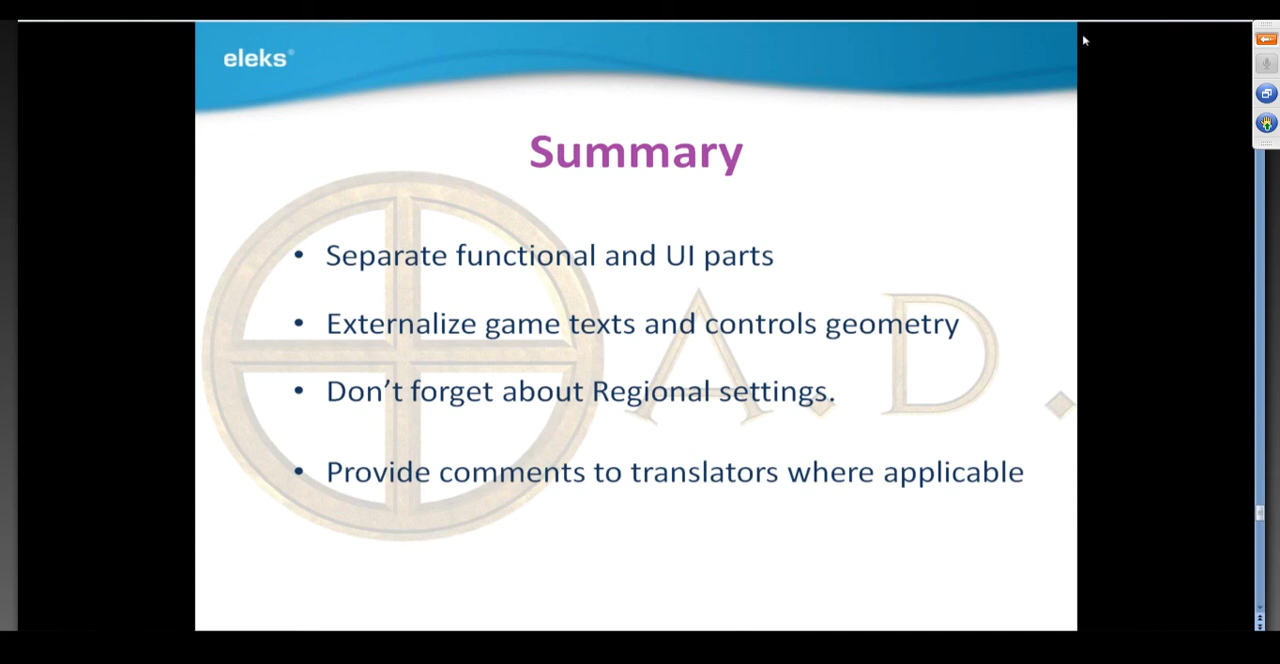 eleks®
Summary
• Separate functional and UI parts
• Externalize game texts and controls geometry
• Don’t forget about Regional settings.
• Provide comments to translators where applicable
A.D.